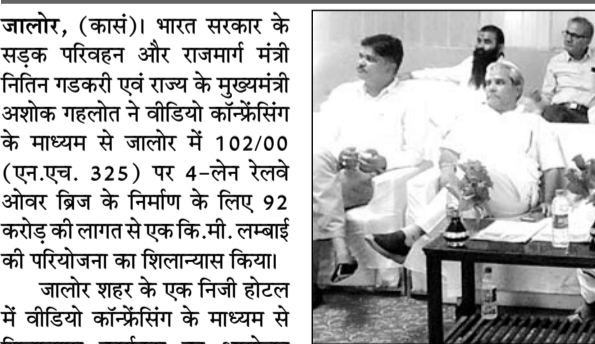 जालोर, (कासं)। भारत सरकार के
सड़क परिवहन और राजमार्ग मंत्री
नितिन गडकरी एवं राज्य के मुख्यमंत्री
अशोक गहलोत ने वीडियो कॉन्फ्रेंसिंग
के माध्यम से जालोर में 102/00
(एन.एच. 325) पर 4-लेन रेलवे
ओवर ब्रिज के निर्माण के लिए 92
करोड़ की लागत से एक कि.मी. लम्बाई
की परियोजना का शिलान्यास किया।
जालोर शहर के एक निजी होटल
में वीडियो कॉन्फ्रेंसिंग के माध्यम से